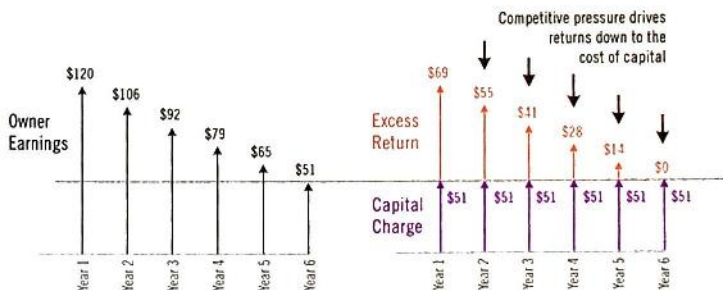 Competitive pressure drives
returns down to the
cost of capital
$120
$106
$92
$79
$65
$51
Owner
Earnings
Year 1
Year 2
Year 3
Year 4
Year 5
Year 6
$69
$55
$41
$28
$14
$0
Excess
Return
$51
$51
$51
$51
$51
$51
Capital
Charge
Year 1
Year 2
Year 3
Year 4
Year 5
Year 6